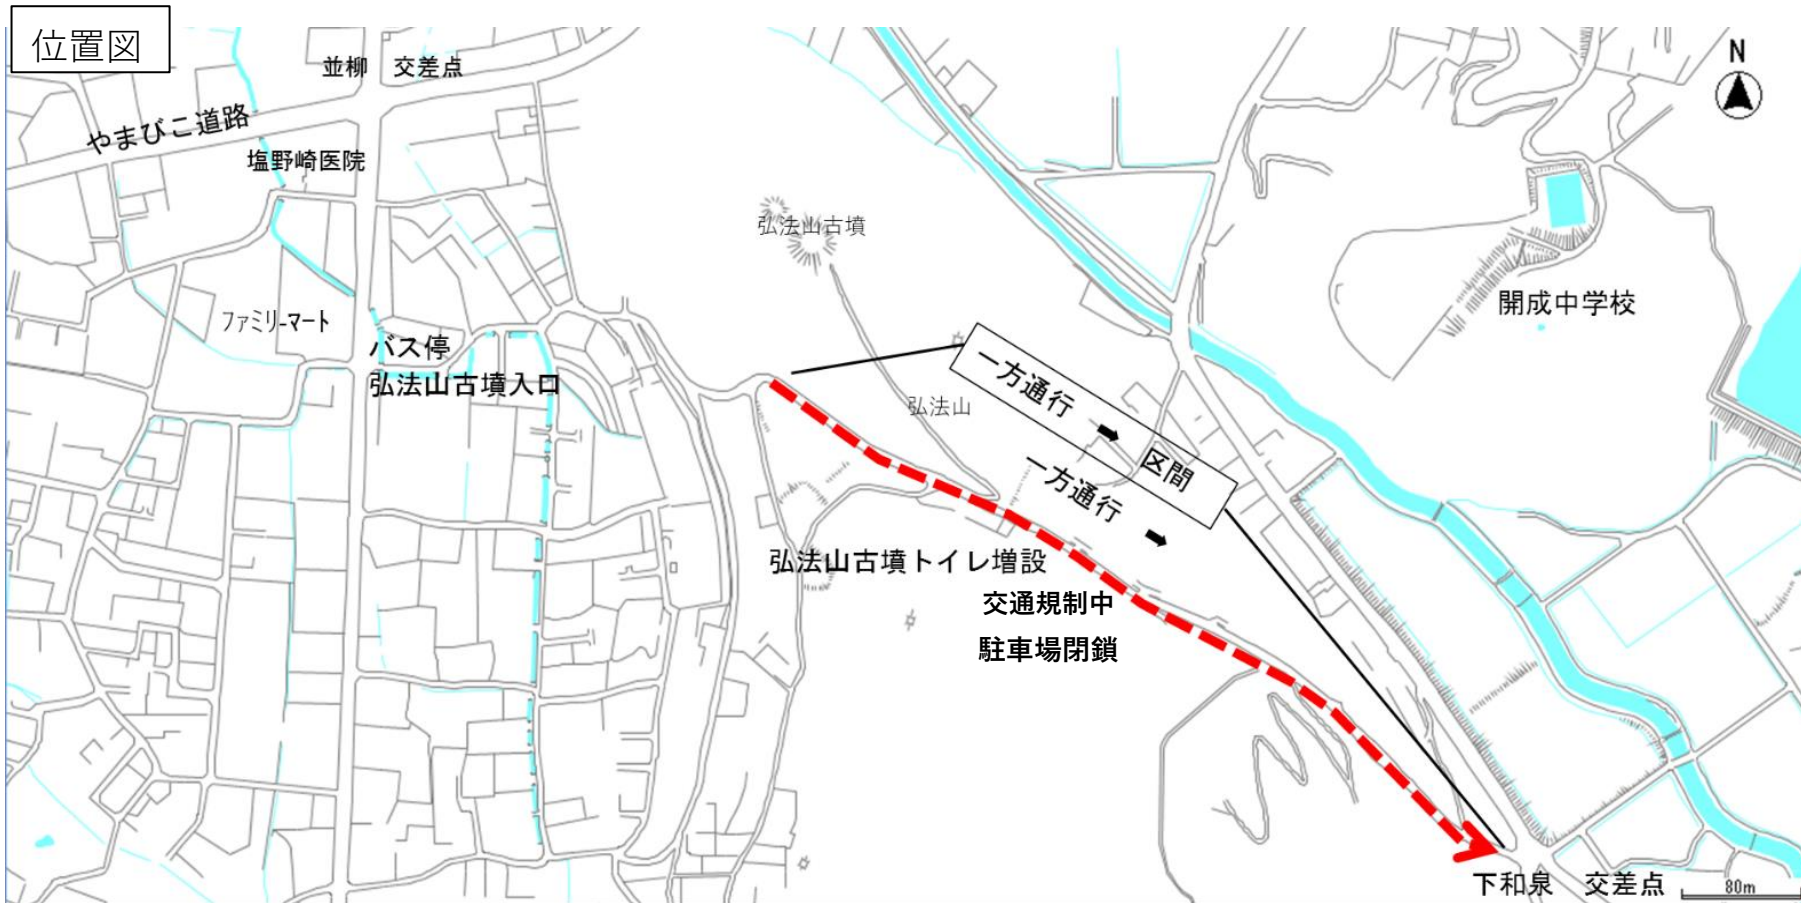 位置図
並柳 交差点
N
やまびこ道路
塩野崎医院
弘法山古墳
開成中学校
ファミリーマート
バス停
弘法山古墳入口
一方通行 ➡ 区間
弘法山
一方通行 ➡
弘法山古墳トイレ増設
交通規制中
駐車場閉鎖
下和泉 交差点
80m